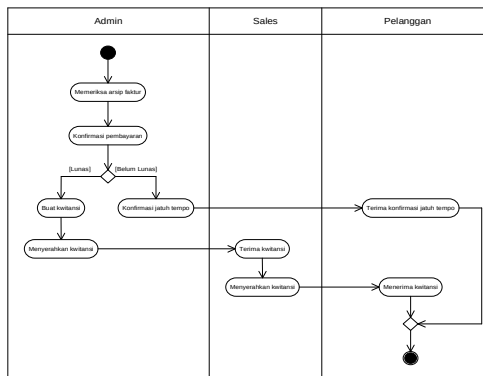 Admin
Sales
Pelanggan
Memeriksa arsip faktur
Konfirmasi pembayaran
[Lunas]
[Belum Lunas]
Buat kwitansi
Konfirmasi jatuh tempo
Terima konfirmasi jatuh tempo
Menyerahkan kwitansi
Terima kwitansi
Menyerahkan kwitansi
Menerima kwitansi